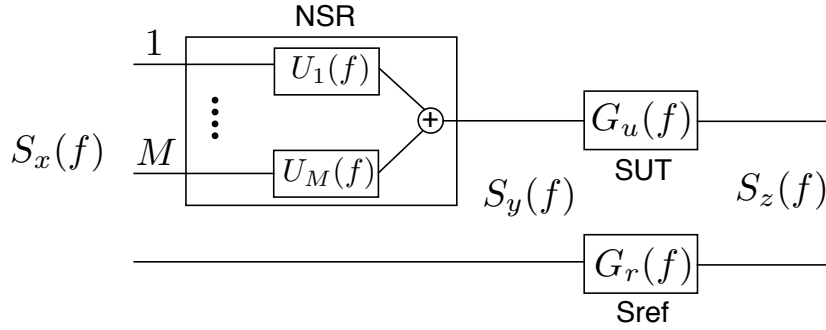 NSR
1
U_1(f)
+
S_x(f)
M
U_M(f)
G_u(f)
SUT
S_y(f)
S_z(f)
G_r(f)
Sref